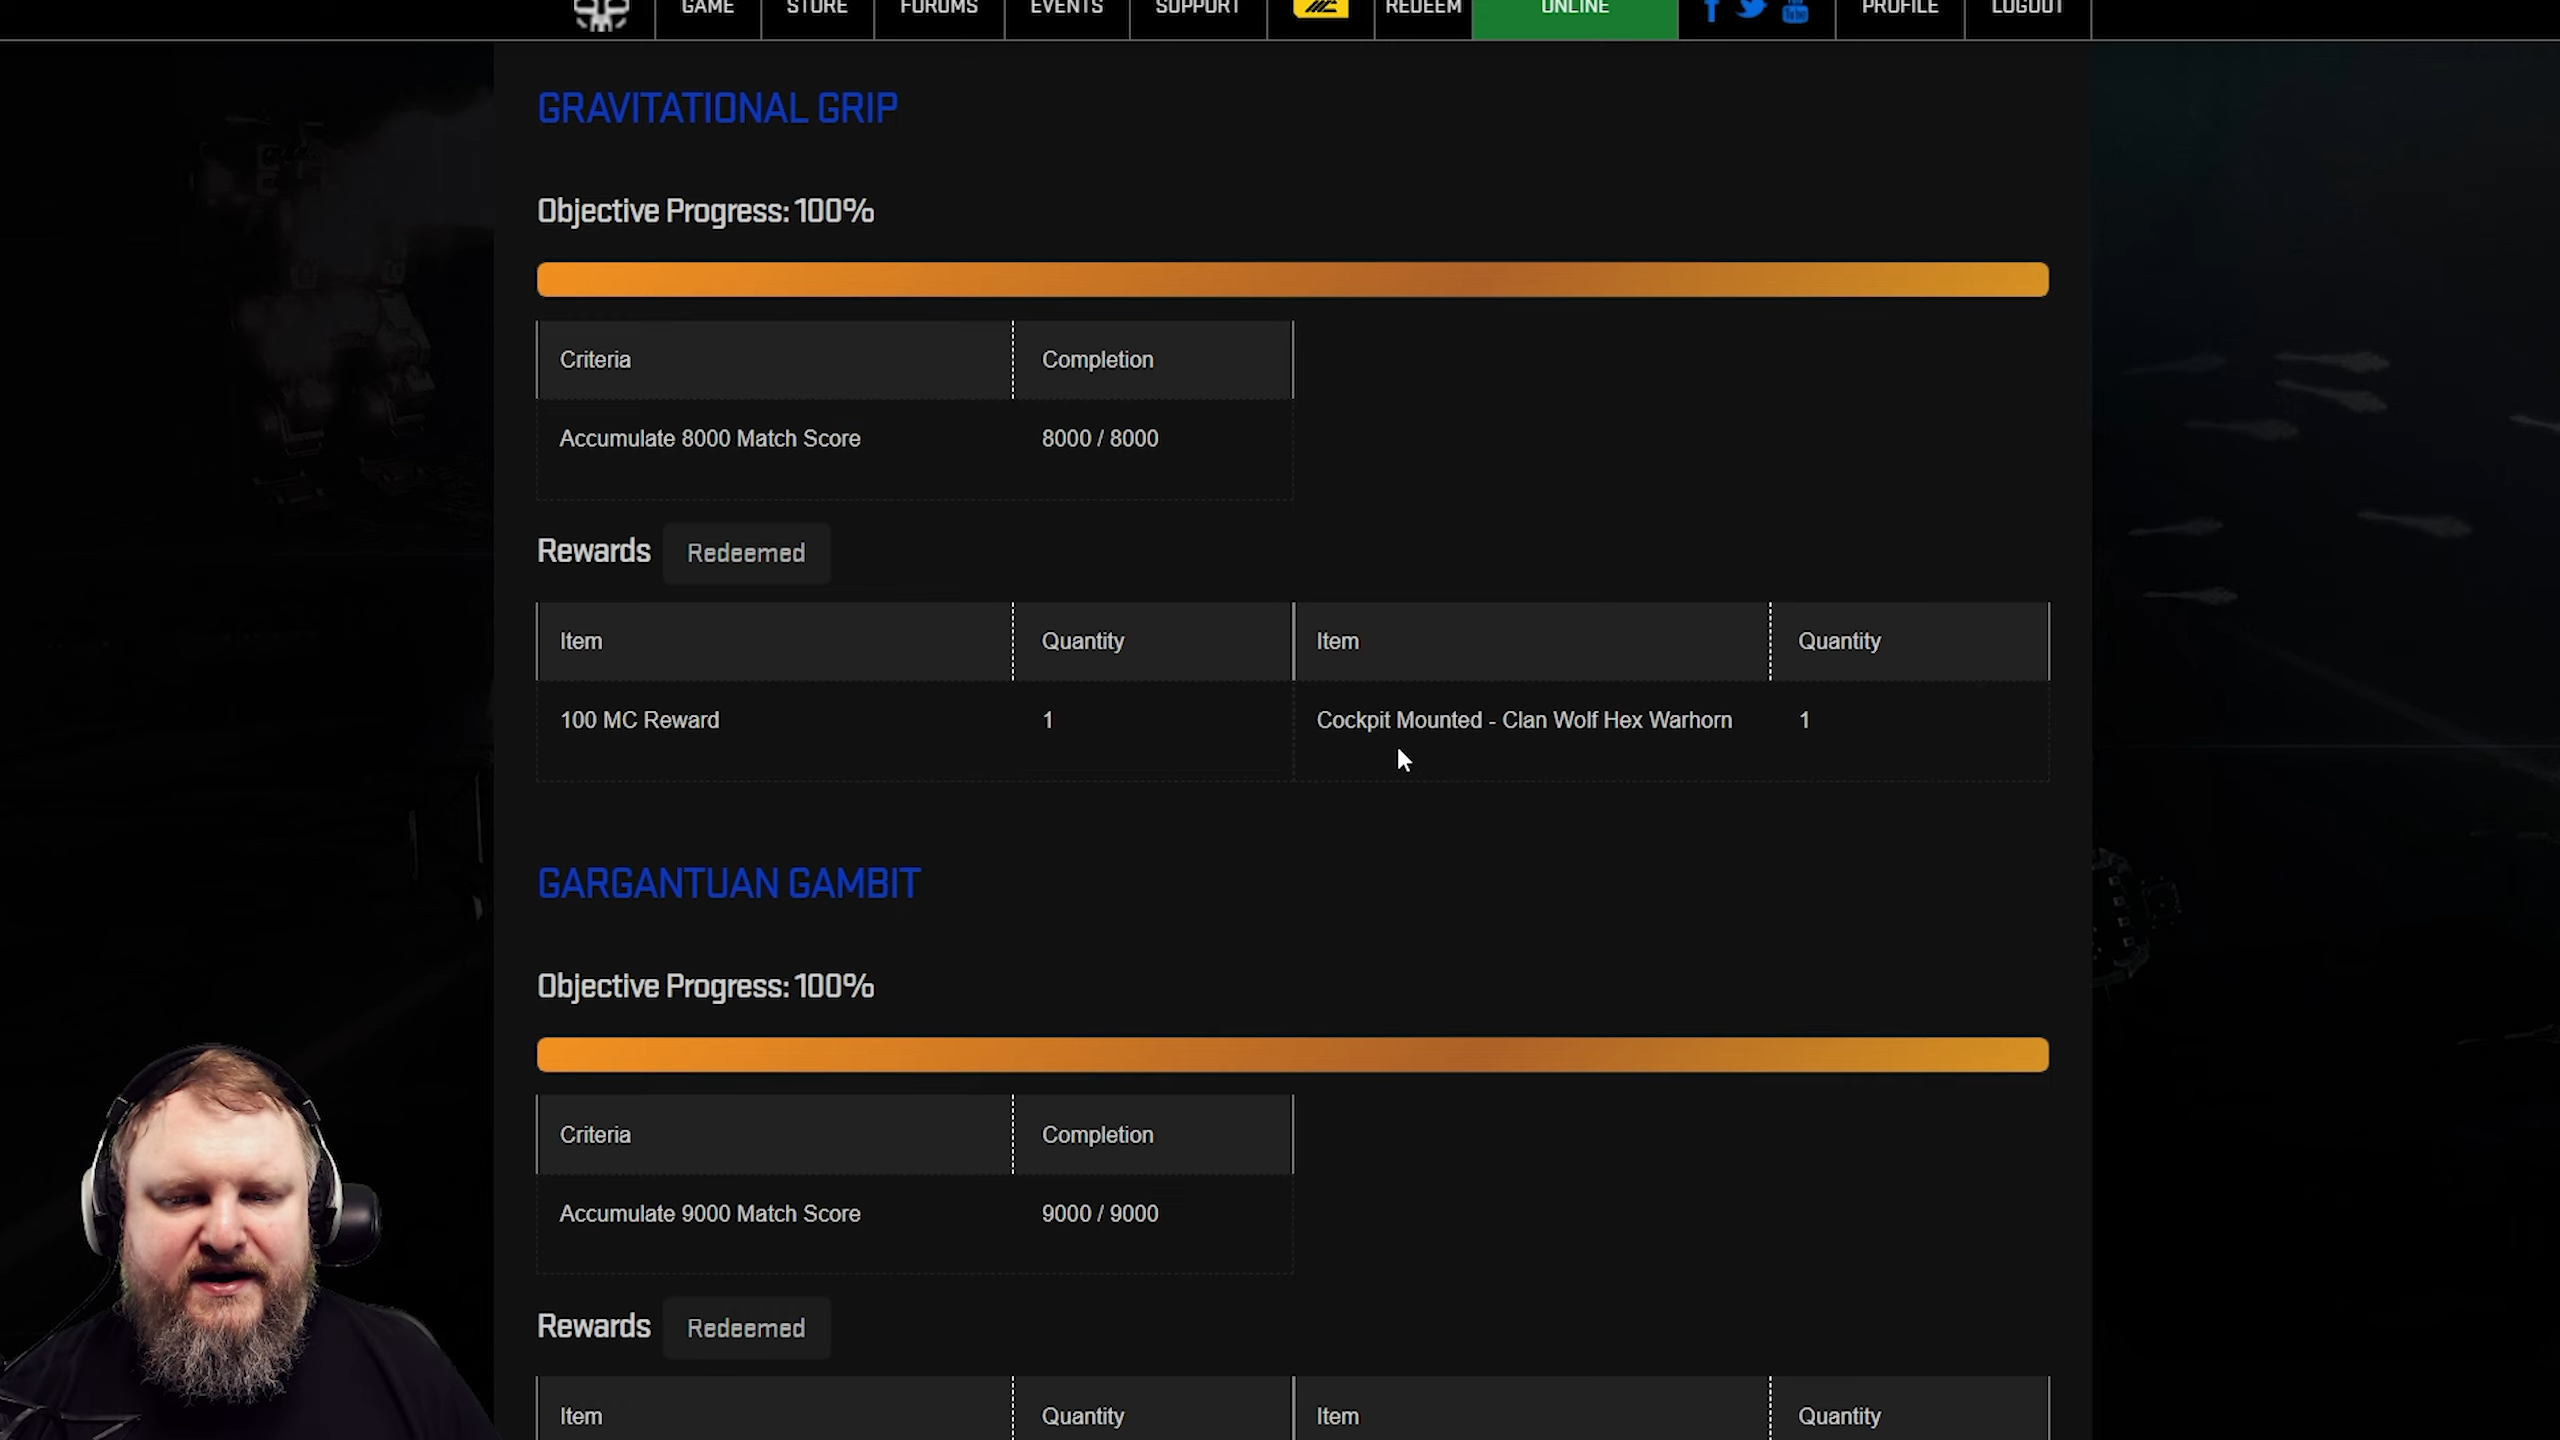 GAME STORE FORUMS EVENTS SUPPORT MC REDEEM ONLINE PROFILE LOGOUT
GRAVITATIONAL GRIP
Objective Progress: 100%
Criteria Completion
Accumulate 8000 Match Score 8000 / 8000
Rewards Redeemed
Item Quantity Item Quantity
100 MC Reward 1 Cockpit Mounted - Clan Wolf Hex Warhorn 1
GARGANTUAN GAMBIT
Objective Progress: 100%
Criteria Completion
Accumulate 9000 Match Score 9000 / 9000
Rewards Redeemed
Item Quantity Item Quantity